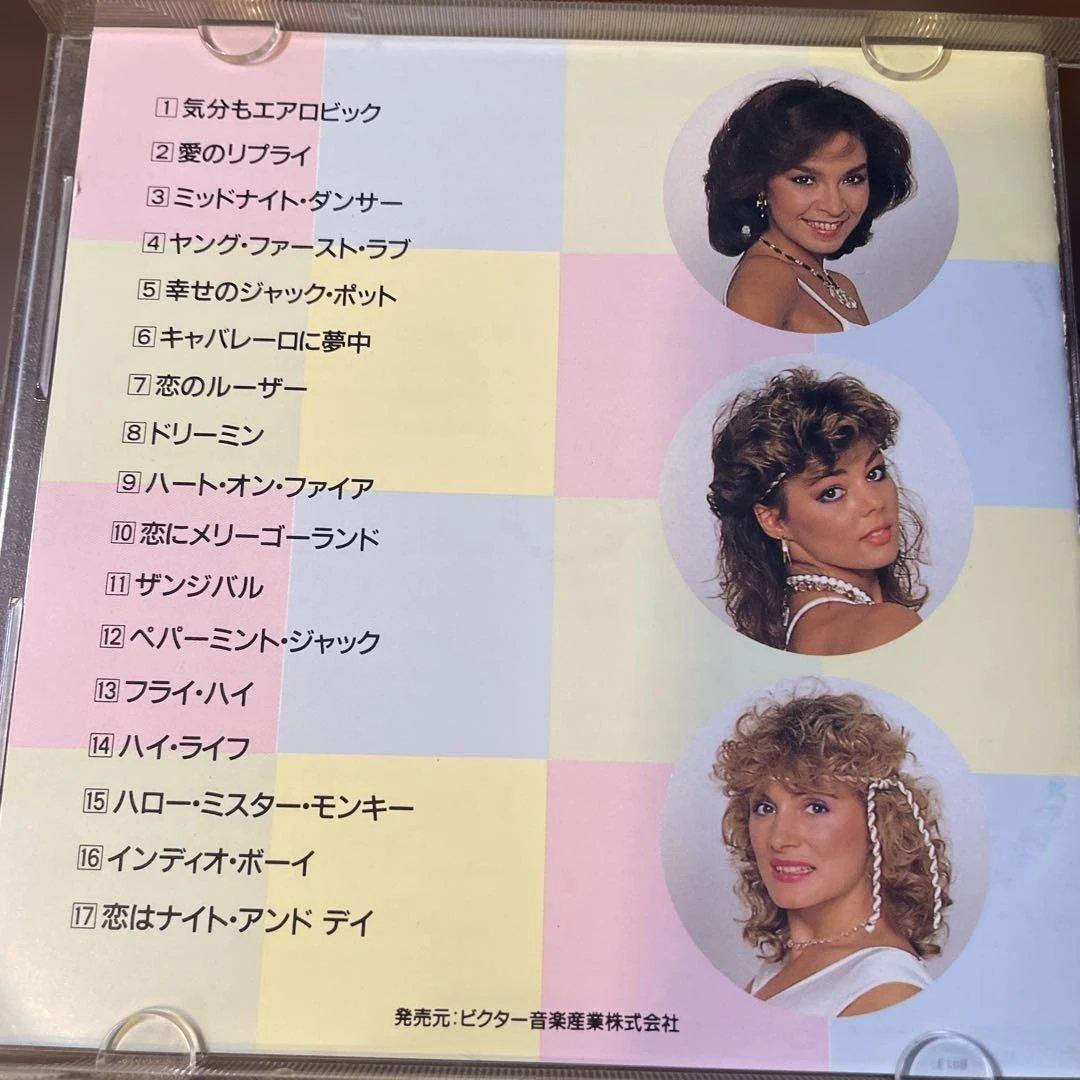 1 気分もエアロビック
2 愛のリプライ
3 ミッドナイト・ダンサー
4 ヤング・ファースト・ラブ
5 幸せのジャック・ポット
6 キャバレーロに夢中
7 恋のルーザー
8 ドリーミン
9 ハート・オン・ファイア
10 恋にメリーゴーランド
11 ザンジバル
12 ペパーミント・ジャック
13 フライ・ハイ
14 ハイ・ライフ
15 ハロー・ミスター・モンキー
16 インディオ・ボーイ
17 恋はナイト・アンド デイ
発売元:ビクター音楽産業株式会社